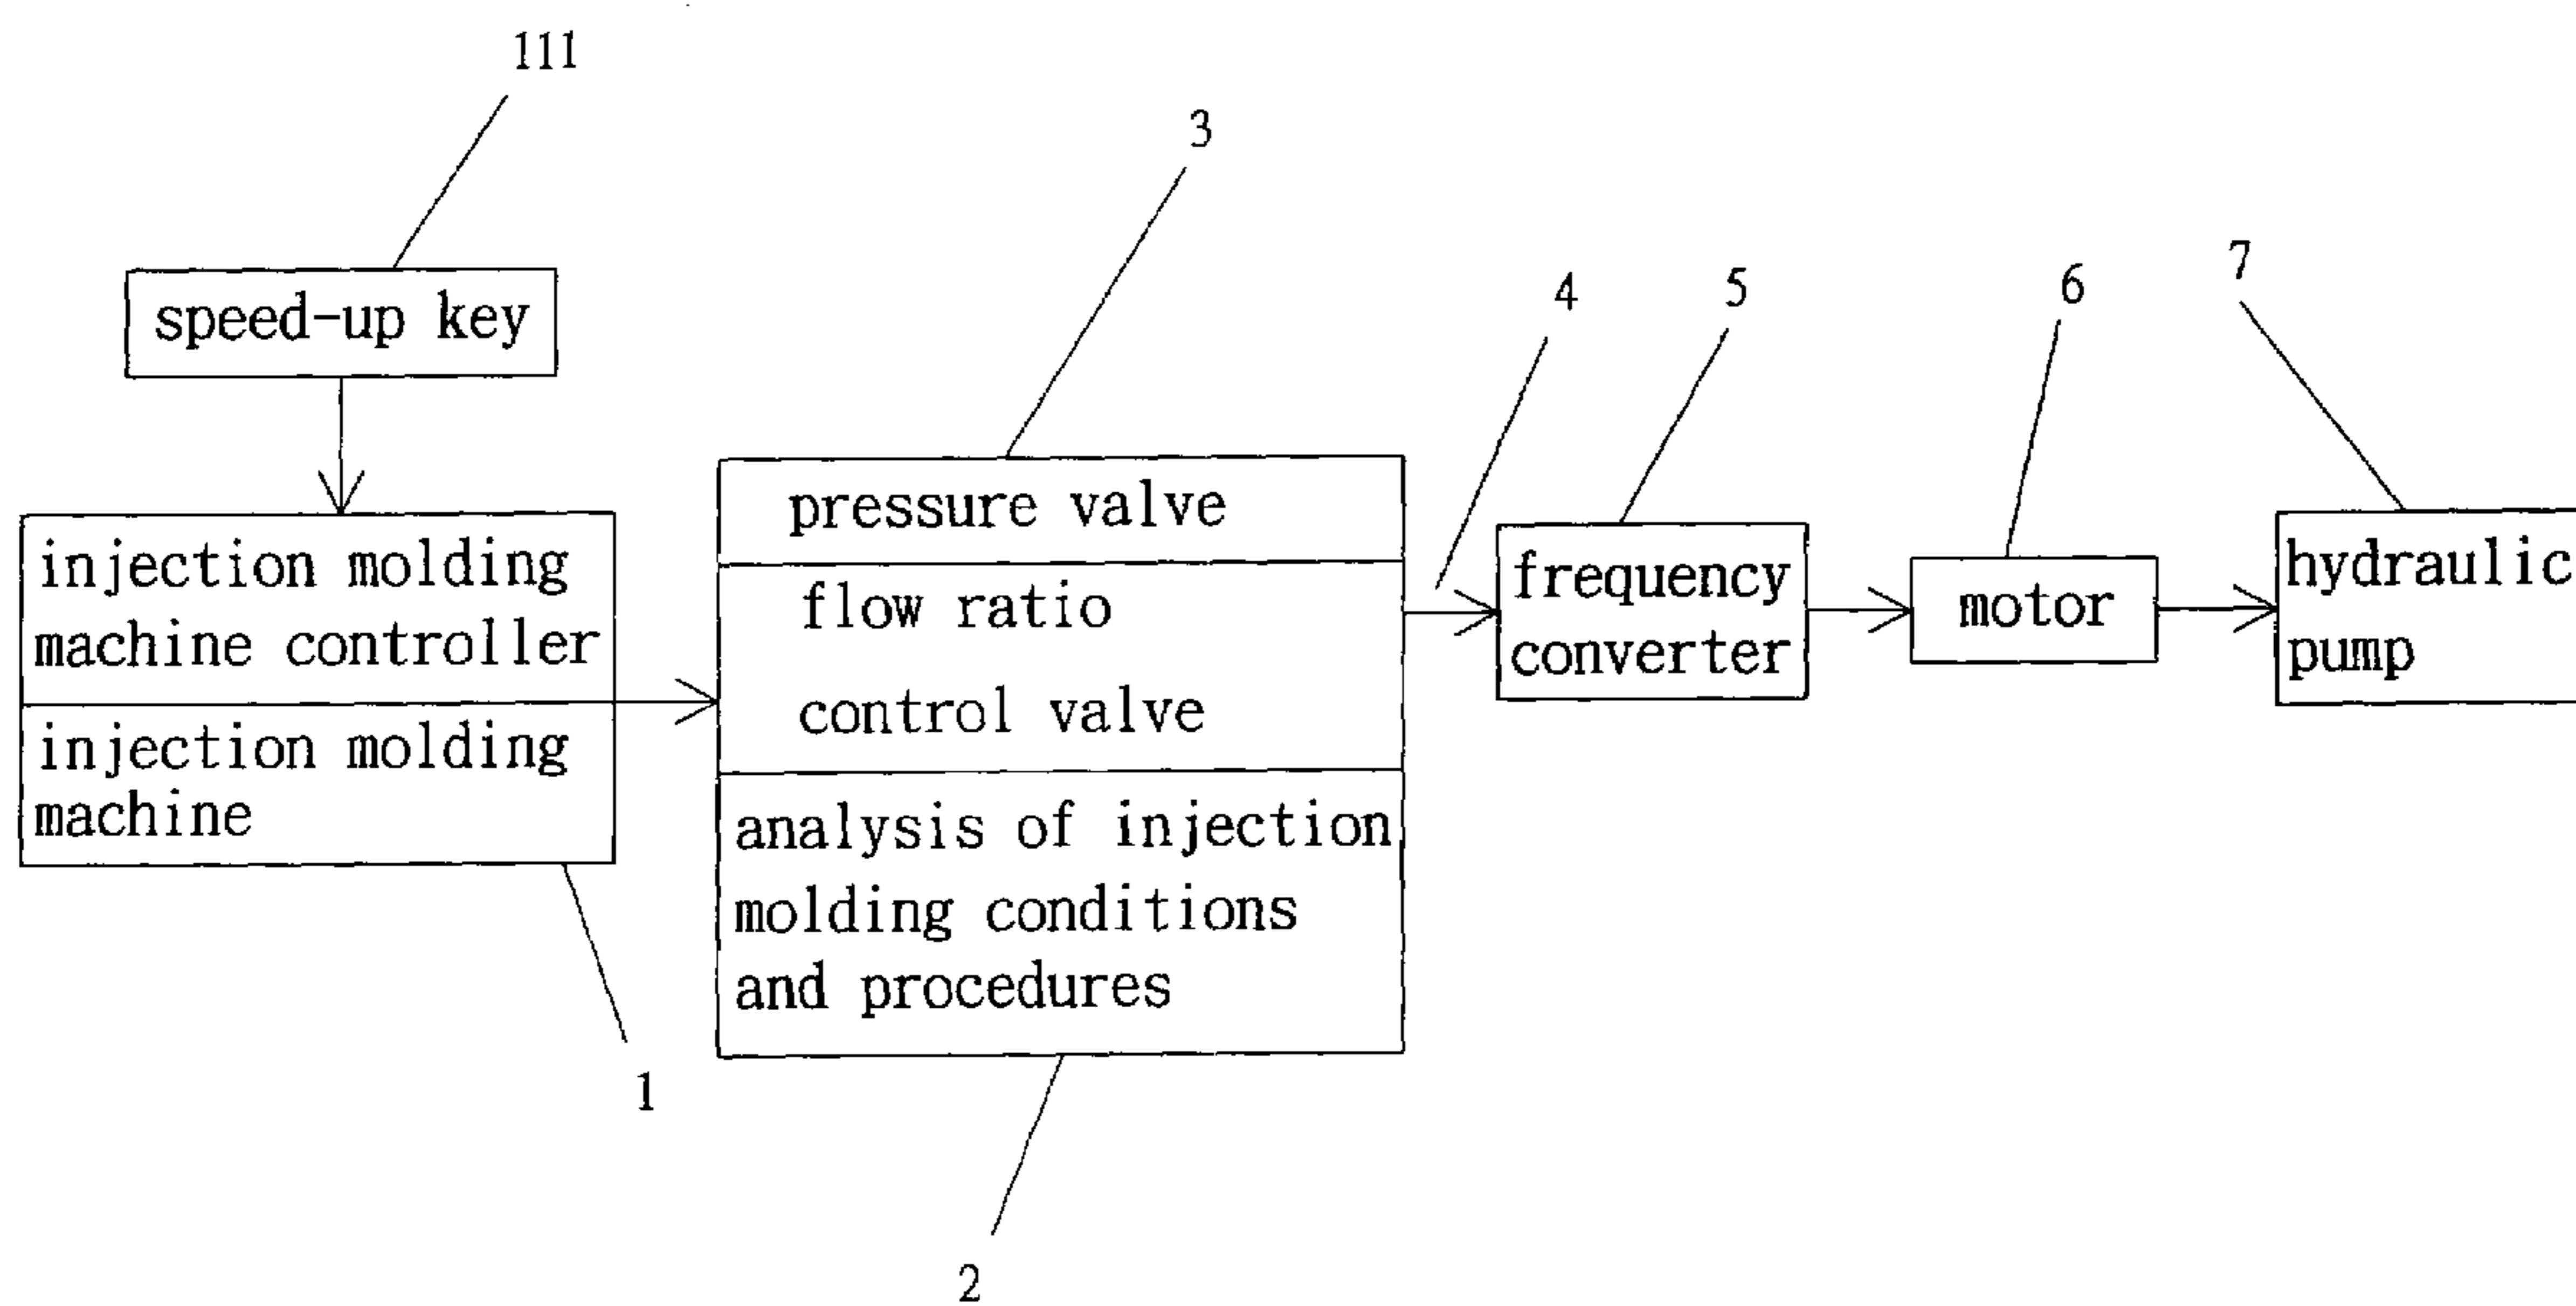 111
3
7
4
5
6
speed-up key
pressure valve
injection molding
machine controller
flow ratio
control valve
frequency
converter
motor
hydraulic
pump
injection molding
machine
analysis of injection
molding conditions
and procedures
1
2